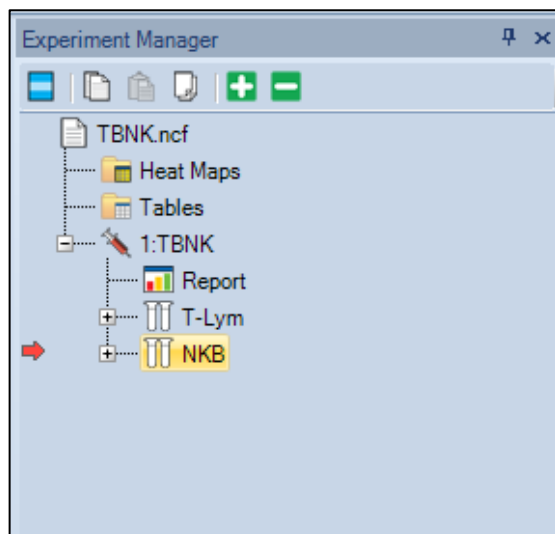 Experiment Manager
TBNK.ncf
Heat Maps
Tables
1:TBNK
Report
T-Lym
NKB